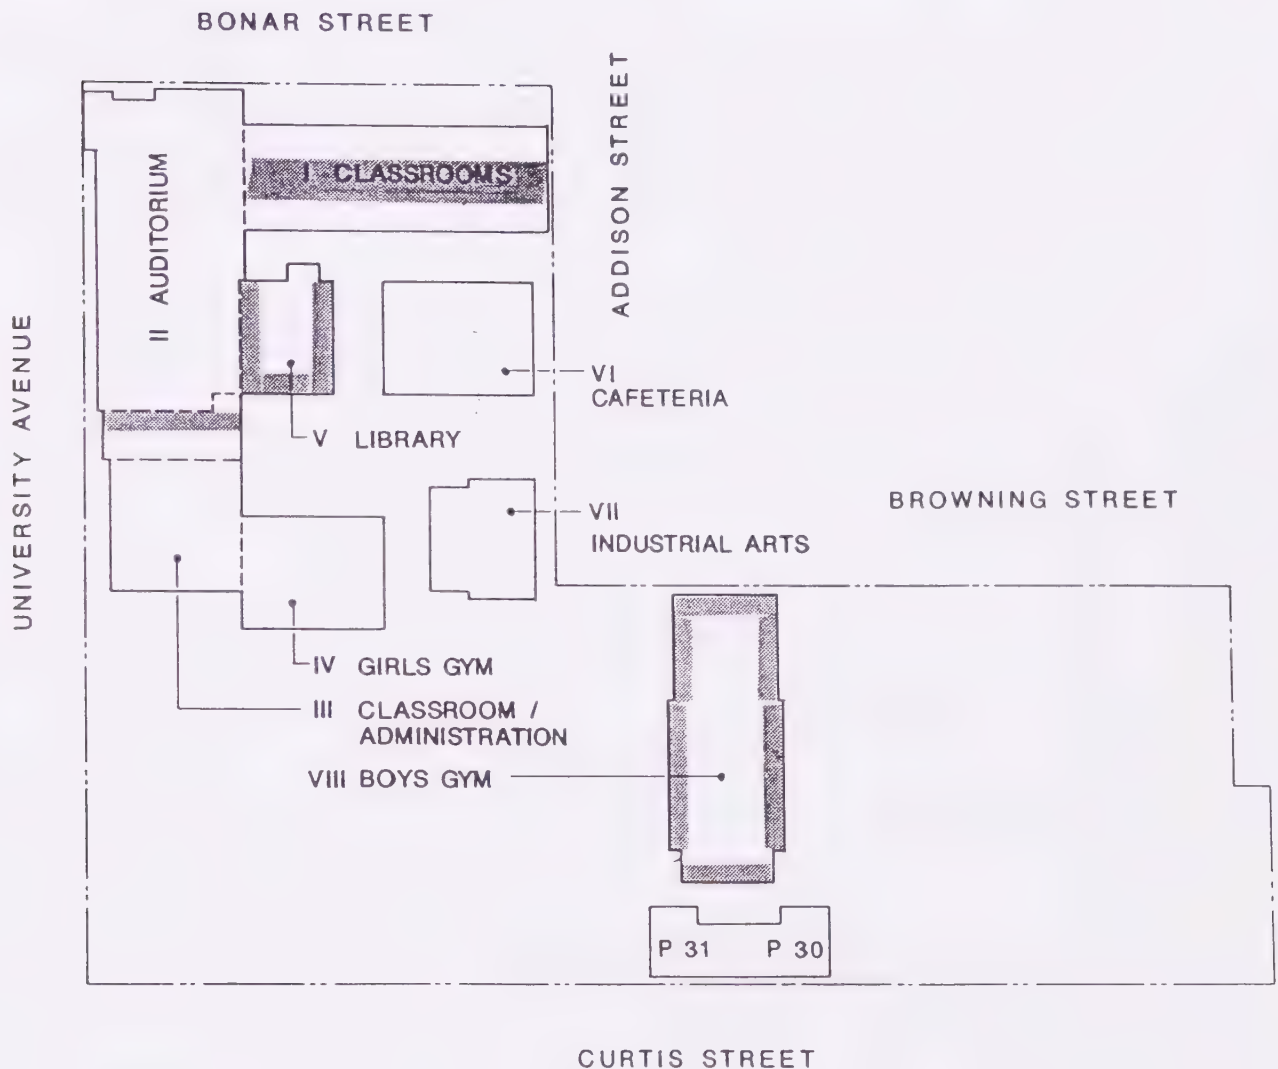 BONAR STREET
ADDISON STREET
I CLASSROOMS
II AUDITORIUM
UNIVERSITY AVENUE
VI
CAFETERIA
V LIBRARY
BROWNING STREET
VII
INDUSTRIAL ARTS
IV GIRLS GYM
III CLASSROOM /
ADMINISTRATION
VIII BOYS GYM
P 31 P 30
CURTIS STREET